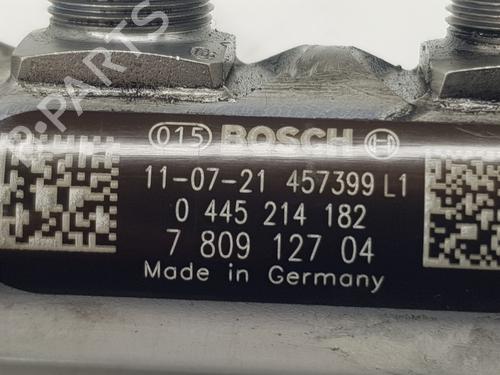 015 BOSCH
11-07-21 457399 L1
0 445 214 182
7 809 127 04
Made in Germany